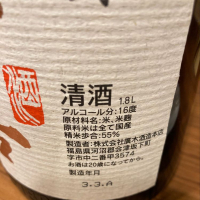 清酒 1.8L
アルコール分:16度
原材料名:米、米麹
原料米は全て国産
精米歩合:55%
製造者:株式会社廣木酒造本店
福島県河沼郡会津坂下町
字市中二番甲3574
お酒は20歳になってから。
製造年月
3.3.A
酒